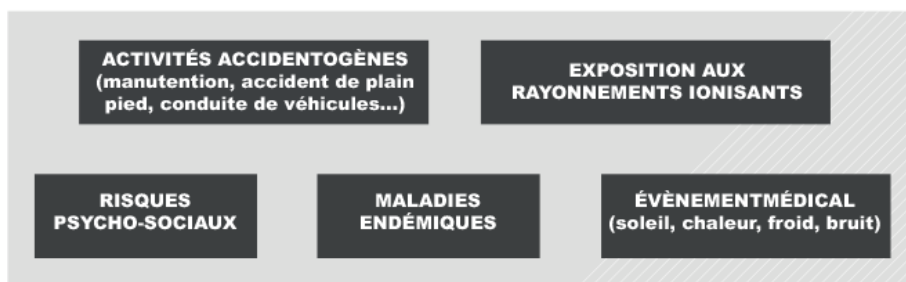 ACTIVITÉS ACCIDENTOGÈNES
(manutention, accident de plain
pied, conduite de véhicules...)
EXPOSITION AUX
RAYONNEMENTS IONISANTS
RISQUES
PSYCHO-SOCIAUX
MALADIES
ENDÉMIQUES
ÉVÈNEMENTMÉDICAL
(soleil, chaleur, froid, bruit)